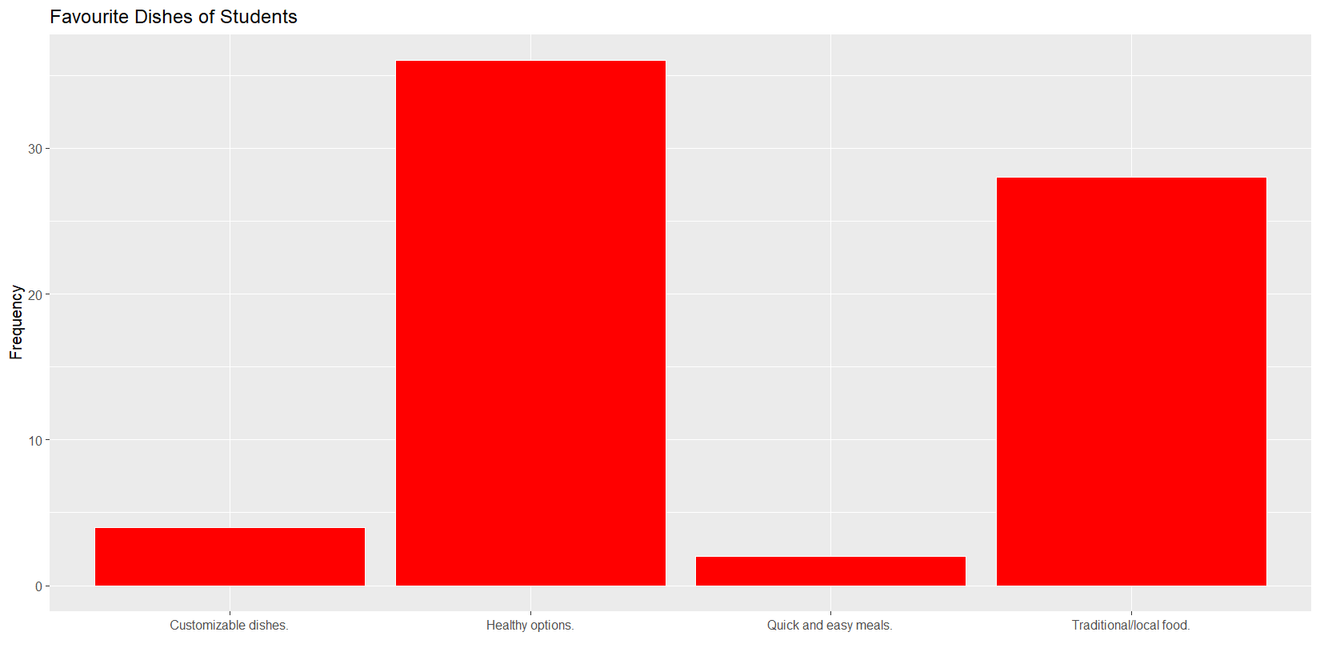 Favourite Dishes of Students
Frequency
30
20
10
0
Customizable dishes.
Healthy options.
Quick and easy meals.
Traditional/local food.